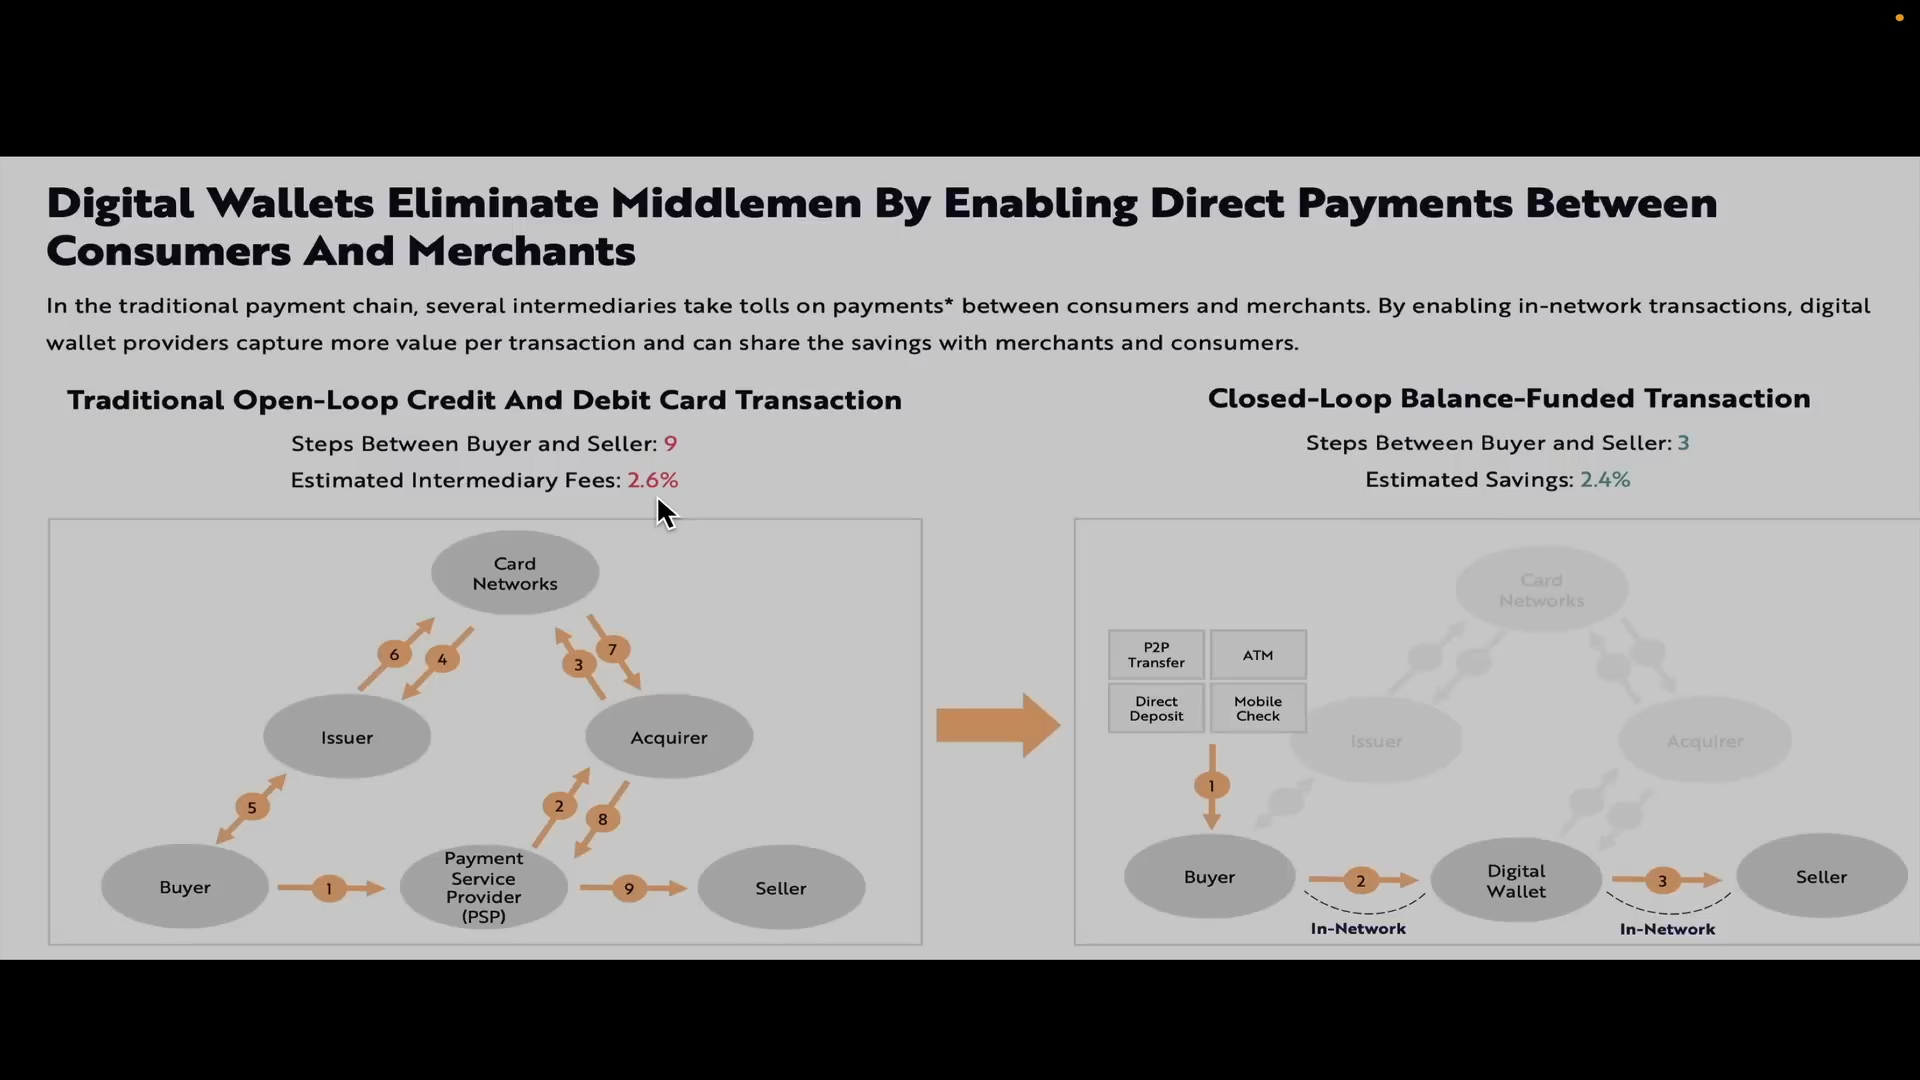 Digital Wallets Eliminate Middlemen By Enabling Direct Payments Between
Consumers And Merchants
In the traditional payment chain, several intermediaries take tolls on payments* between consumers and merchants. By enabling in-network transactions, digital
wallet providers capture more value per transaction and can share the savings with merchants and consumers.
Traditional Open-Loop Credit And Debit Card Transaction
Steps Between Buyer and Seller: 9
Estimated Intermediary Fees: 2.6%
Card
Networks
6
4
3
7
Issuer
Acquirer
5
2
8
Buyer
1
Payment
Service
Provider
(PSP)
9
Seller
Closed-Loop Balance-Funded Transaction
Steps Between Buyer and Seller: 3
Estimated Savings: 2.4%
Card
Networks
P2P
Transfer
ATM
Direct
Deposit
Mobile
Check
Issuer
Acquirer
1
Buyer
2
Digital
Wallet
3
Seller
In-Network
In-Network